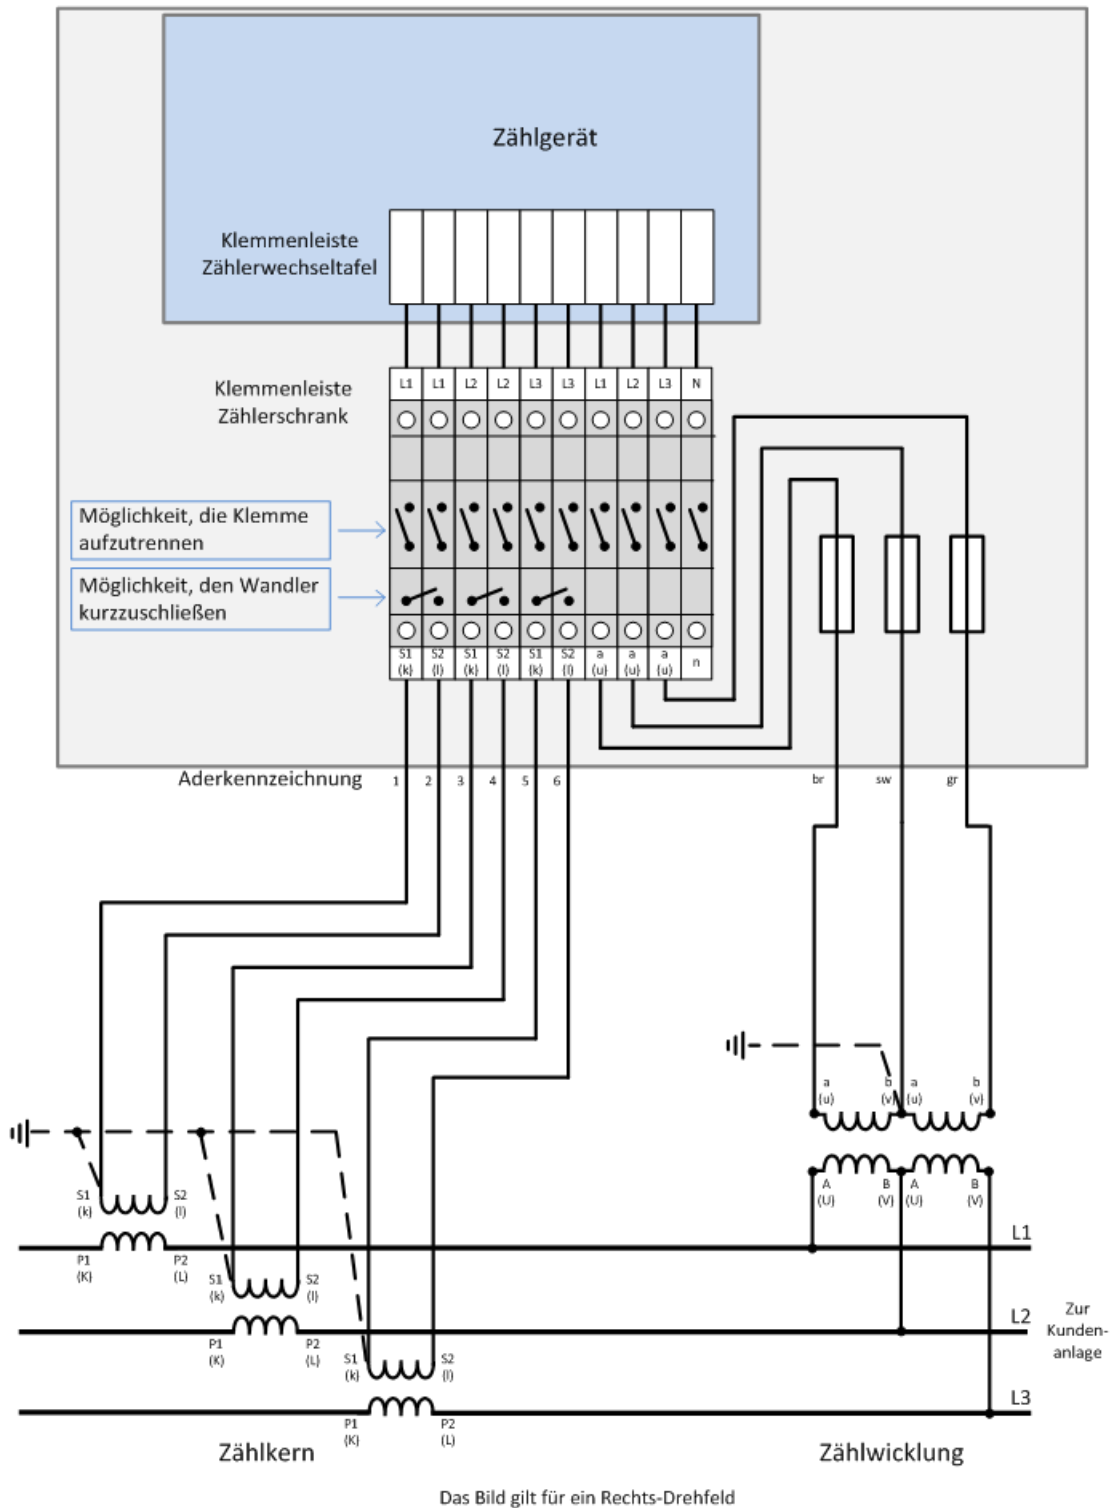 Zählgerät
Klemmenleiste
Zählerwechseltafel
Klemmenleiste
Zählerschrank
L1 L1 L2 L2 L3 L3 L1 L2 L3 N
Möglichkeit, die Klemme
aufzutrennen
Möglichkeit, den Wandler
kurzzuschließen
S1 S2 S1 S2 S1 S2 a a a n
(k) (l) (k) (l) (k) (l) (u) (u) (u)
Aderkennzeichnung 1 2 3 4 5 6 br sw gr
a b a b
(u) (v) (u) (v)
A B A B
(U) (V) (U) (V)
S1 S2
(k) (l)
P1 P2
(K) (L)
L1
S1 S2
(k) (l)
P1 P2
(K) (L)
L2
Zur
Kunden-
anlage
S1 S2
(k) (l)
P1 P2
(K) (L)
L3
Zählkern Zählwicklung
Das Bild gilt für ein Rechts-Drehfeld